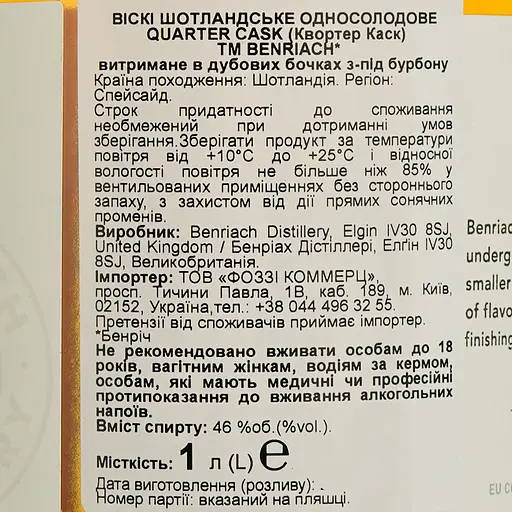 ВІСКІ ШОТЛАНДСЬКЕ ОДНОСОЛОДОВЕ
QUARTER CASK (Квортер Каск)
ТМ BENRIACH*
витримане в дубових бочках з-під бурбону
Країна походження: Шотландія. Регіон:
Спейсайд.
Строк придатності до споживання
необмежений при дотриманні умов
зберігання.Зберігати продукт за температури
повітря від +10°C до +25°C і відносної
вологості повітря не більше ніж 85% у
вентильованих приміщеннях без стороннього
запаху, з захистом від дії прямих сонячних
променів.
Виробник: Benriach Distillery, Elgin IV30 8SJ,
United Kingdom / Бенріах Дістіллері, Елґін IV30
8SJ, Великобританія.
Імпортер: ТОВ «ФОЗЗІ КОММЕРЦ»,
просп. Тичини Павла, 1В, каб. 189, м. Київ,
02152, Україна,тел.: +38 044 496 32 55.
Претензії від споживачів приймає імпортер.
*Бенріч
Не рекомендовано вживати особам до 18
років, вагітним жінкам, водіям за кермом,
особам, які мають медичні чи професійні
протипоказання до вживання алкогольних
напоїв.
Вміст спирту: 46 %об.(%vol.).
Місткість: 1 л (L) e
Дата виготовлення (розливу): .
Номер партії: вказаний на пляшці.
Benriac
underg
smaller
of flavo
finishing
EU C